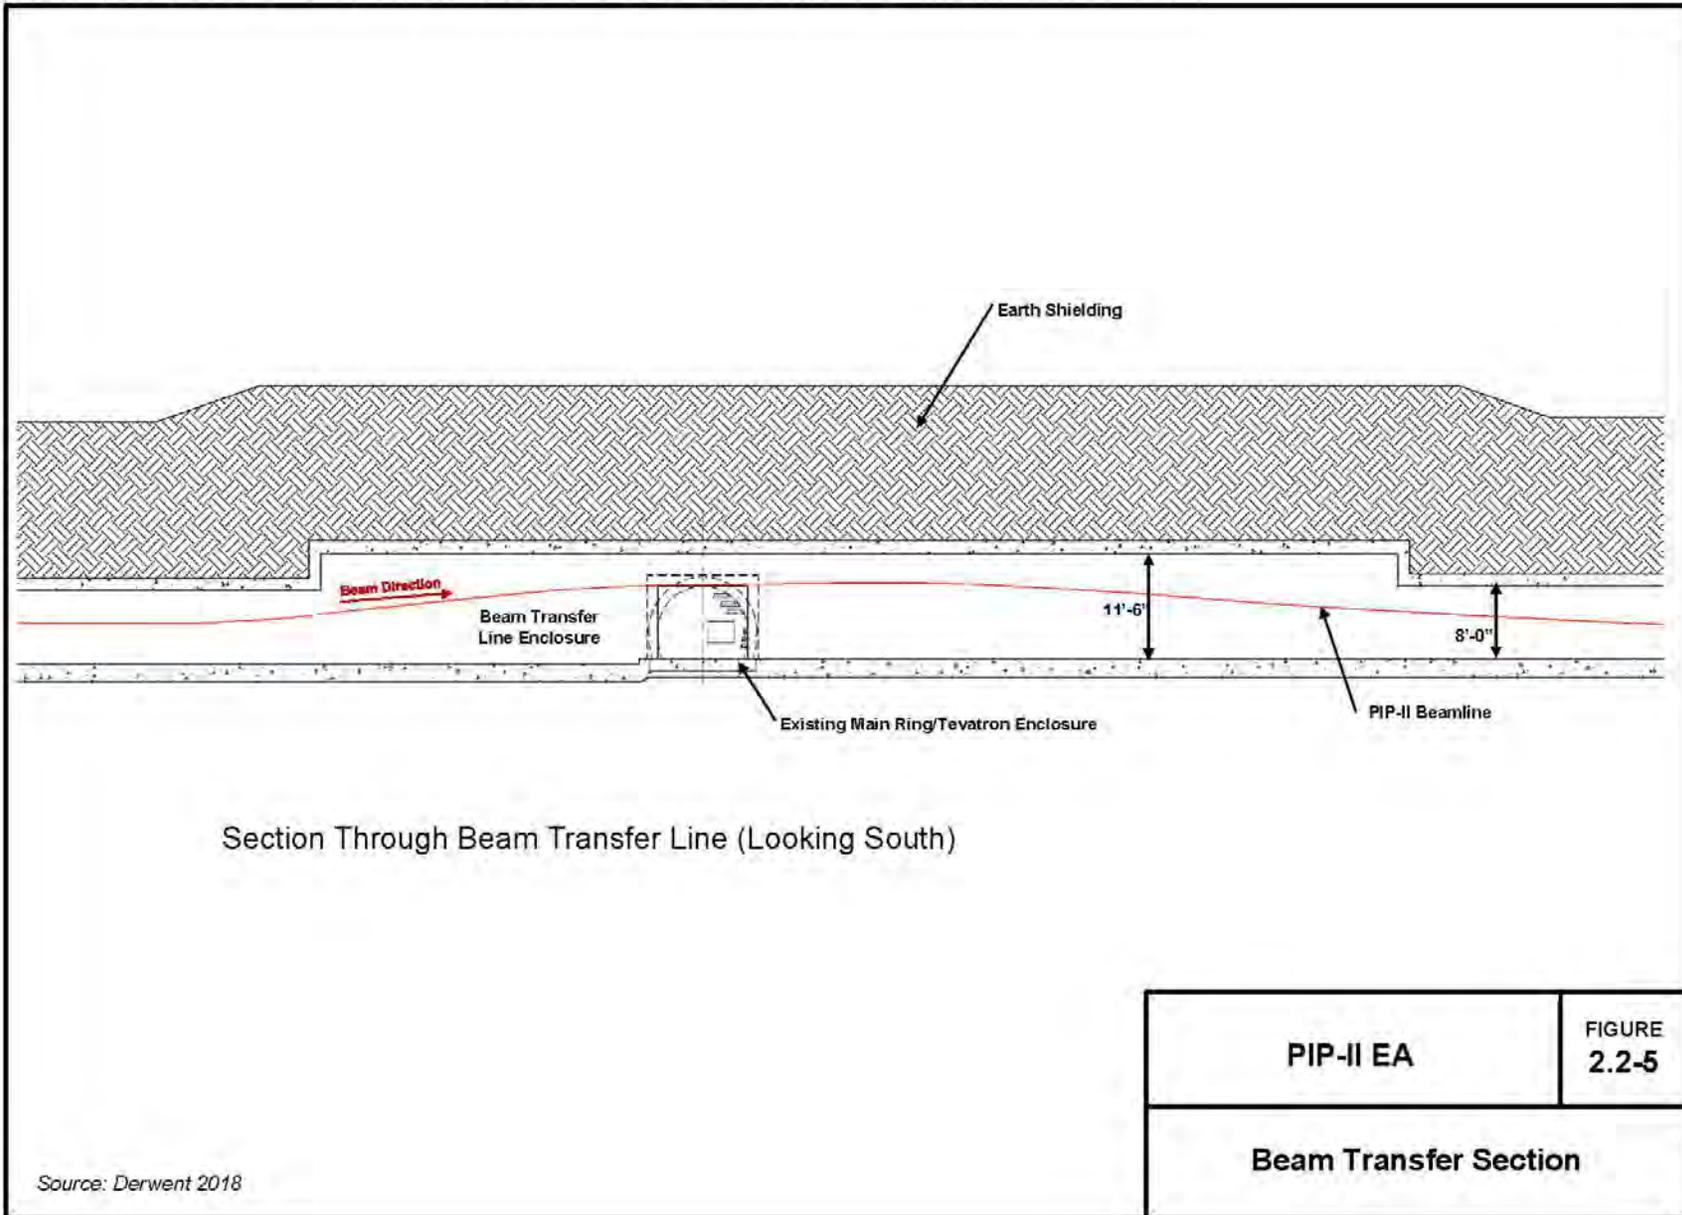 Earth Shielding
Beam Direction
Beam Transfer
Line Enclosure
11'-6"
8'-0"
Existing Main Ring/Tevatron Enclosure
PIP-II Beamline
Section Through Beam Transfer Line (Looking South)
PIP-II EA
FIGURE
2.2-5
Beam Transfer Section
Source: Derwent 2018